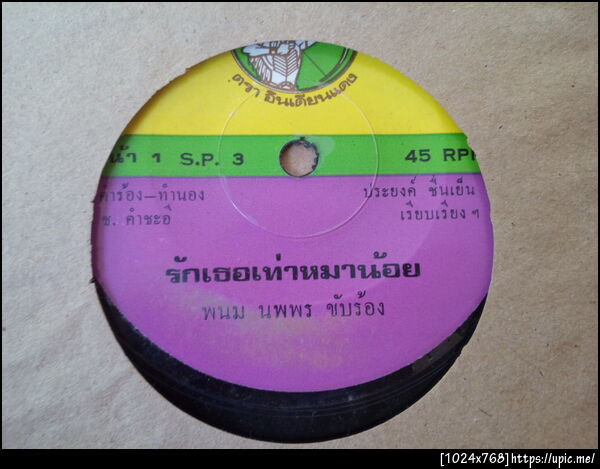 ตรา อินเดียนแดง
น้า 1 S.P. 3 45 RPM
คำร้อง–ทำนอง
ช. คำชะอี
ประยงค์ ชื่นเย็น
เรียบเรียง ฯ
รักเธอเท่าหมาน้อย
พนม นพพร ขับร้อง
[1024x768]https://upic.me/